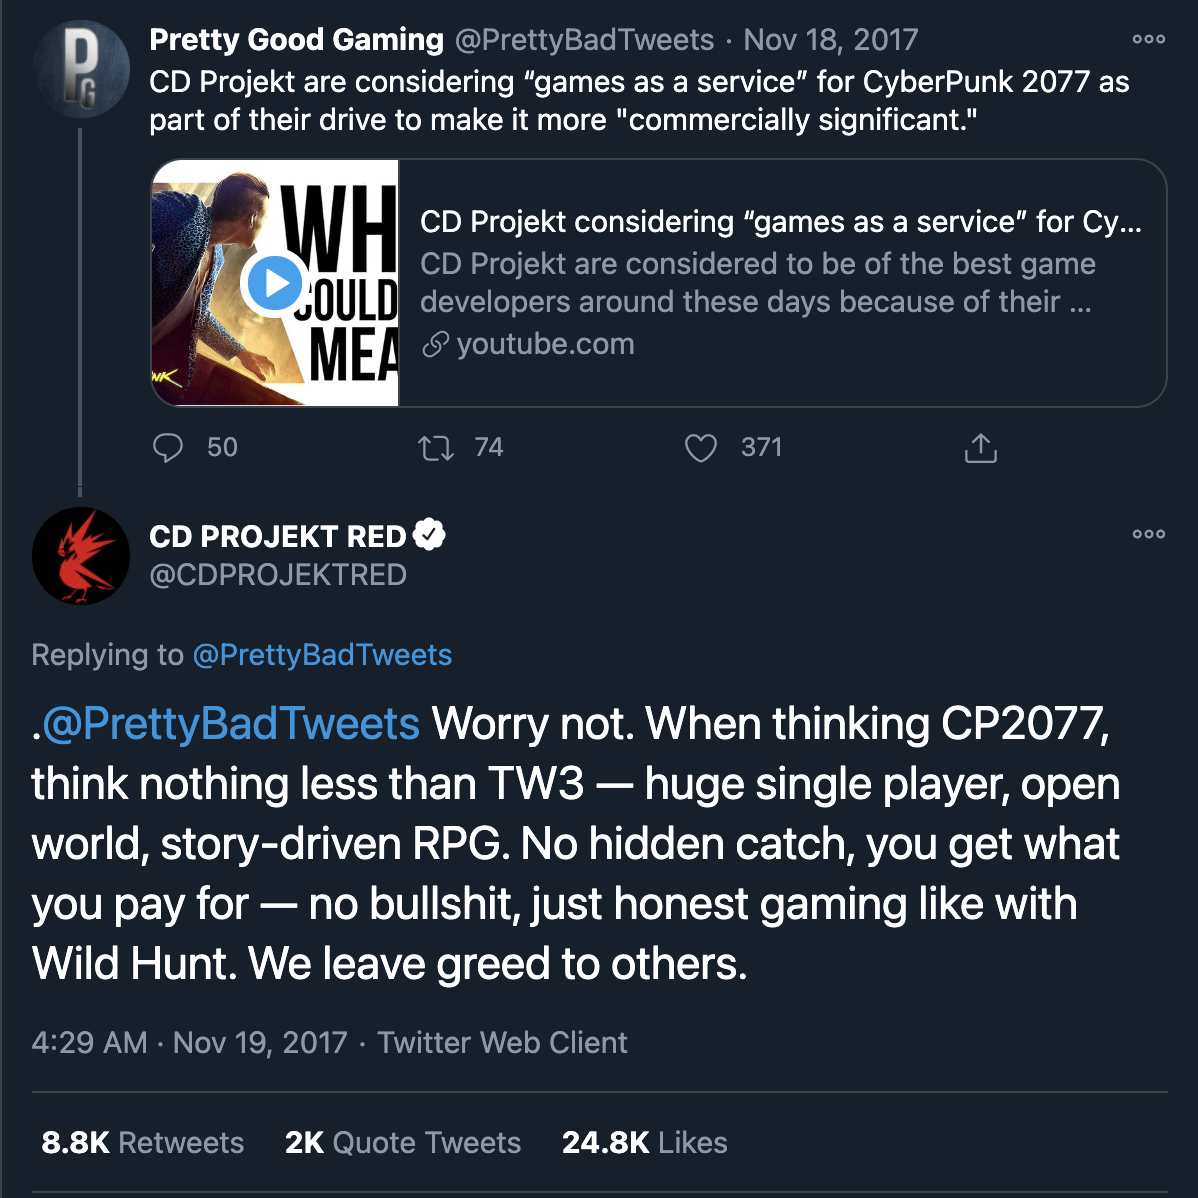 Pretty Good Gaming @PrettyBadTweets · Nov 18, 2017
CD Projekt are considering “games as a service” for CyberPunk 2077 as
part of their drive to make it more "commercially significant."
WH
COULD
MEA
NK
CD Projekt considering “games as a service” for Cy...
CD Projekt are considered to be of the best game
developers around these days because of their ...
youtube.com
50 74 371
CD PROJEKT RED
@CDPROJEKTRED
Replying to @PrettyBadTweets
.@PrettyBadTweets Worry not. When thinking CP2077,
think nothing less than TW3 — huge single player, open
world, story-driven RPG. No hidden catch, you get what
you pay for — no bullshit, just honest gaming like with
Wild Hunt. We leave greed to others.
4:29 AM · Nov 19, 2017 · Twitter Web Client
8.8K Retweets 2K Quote Tweets 24.8K Likes